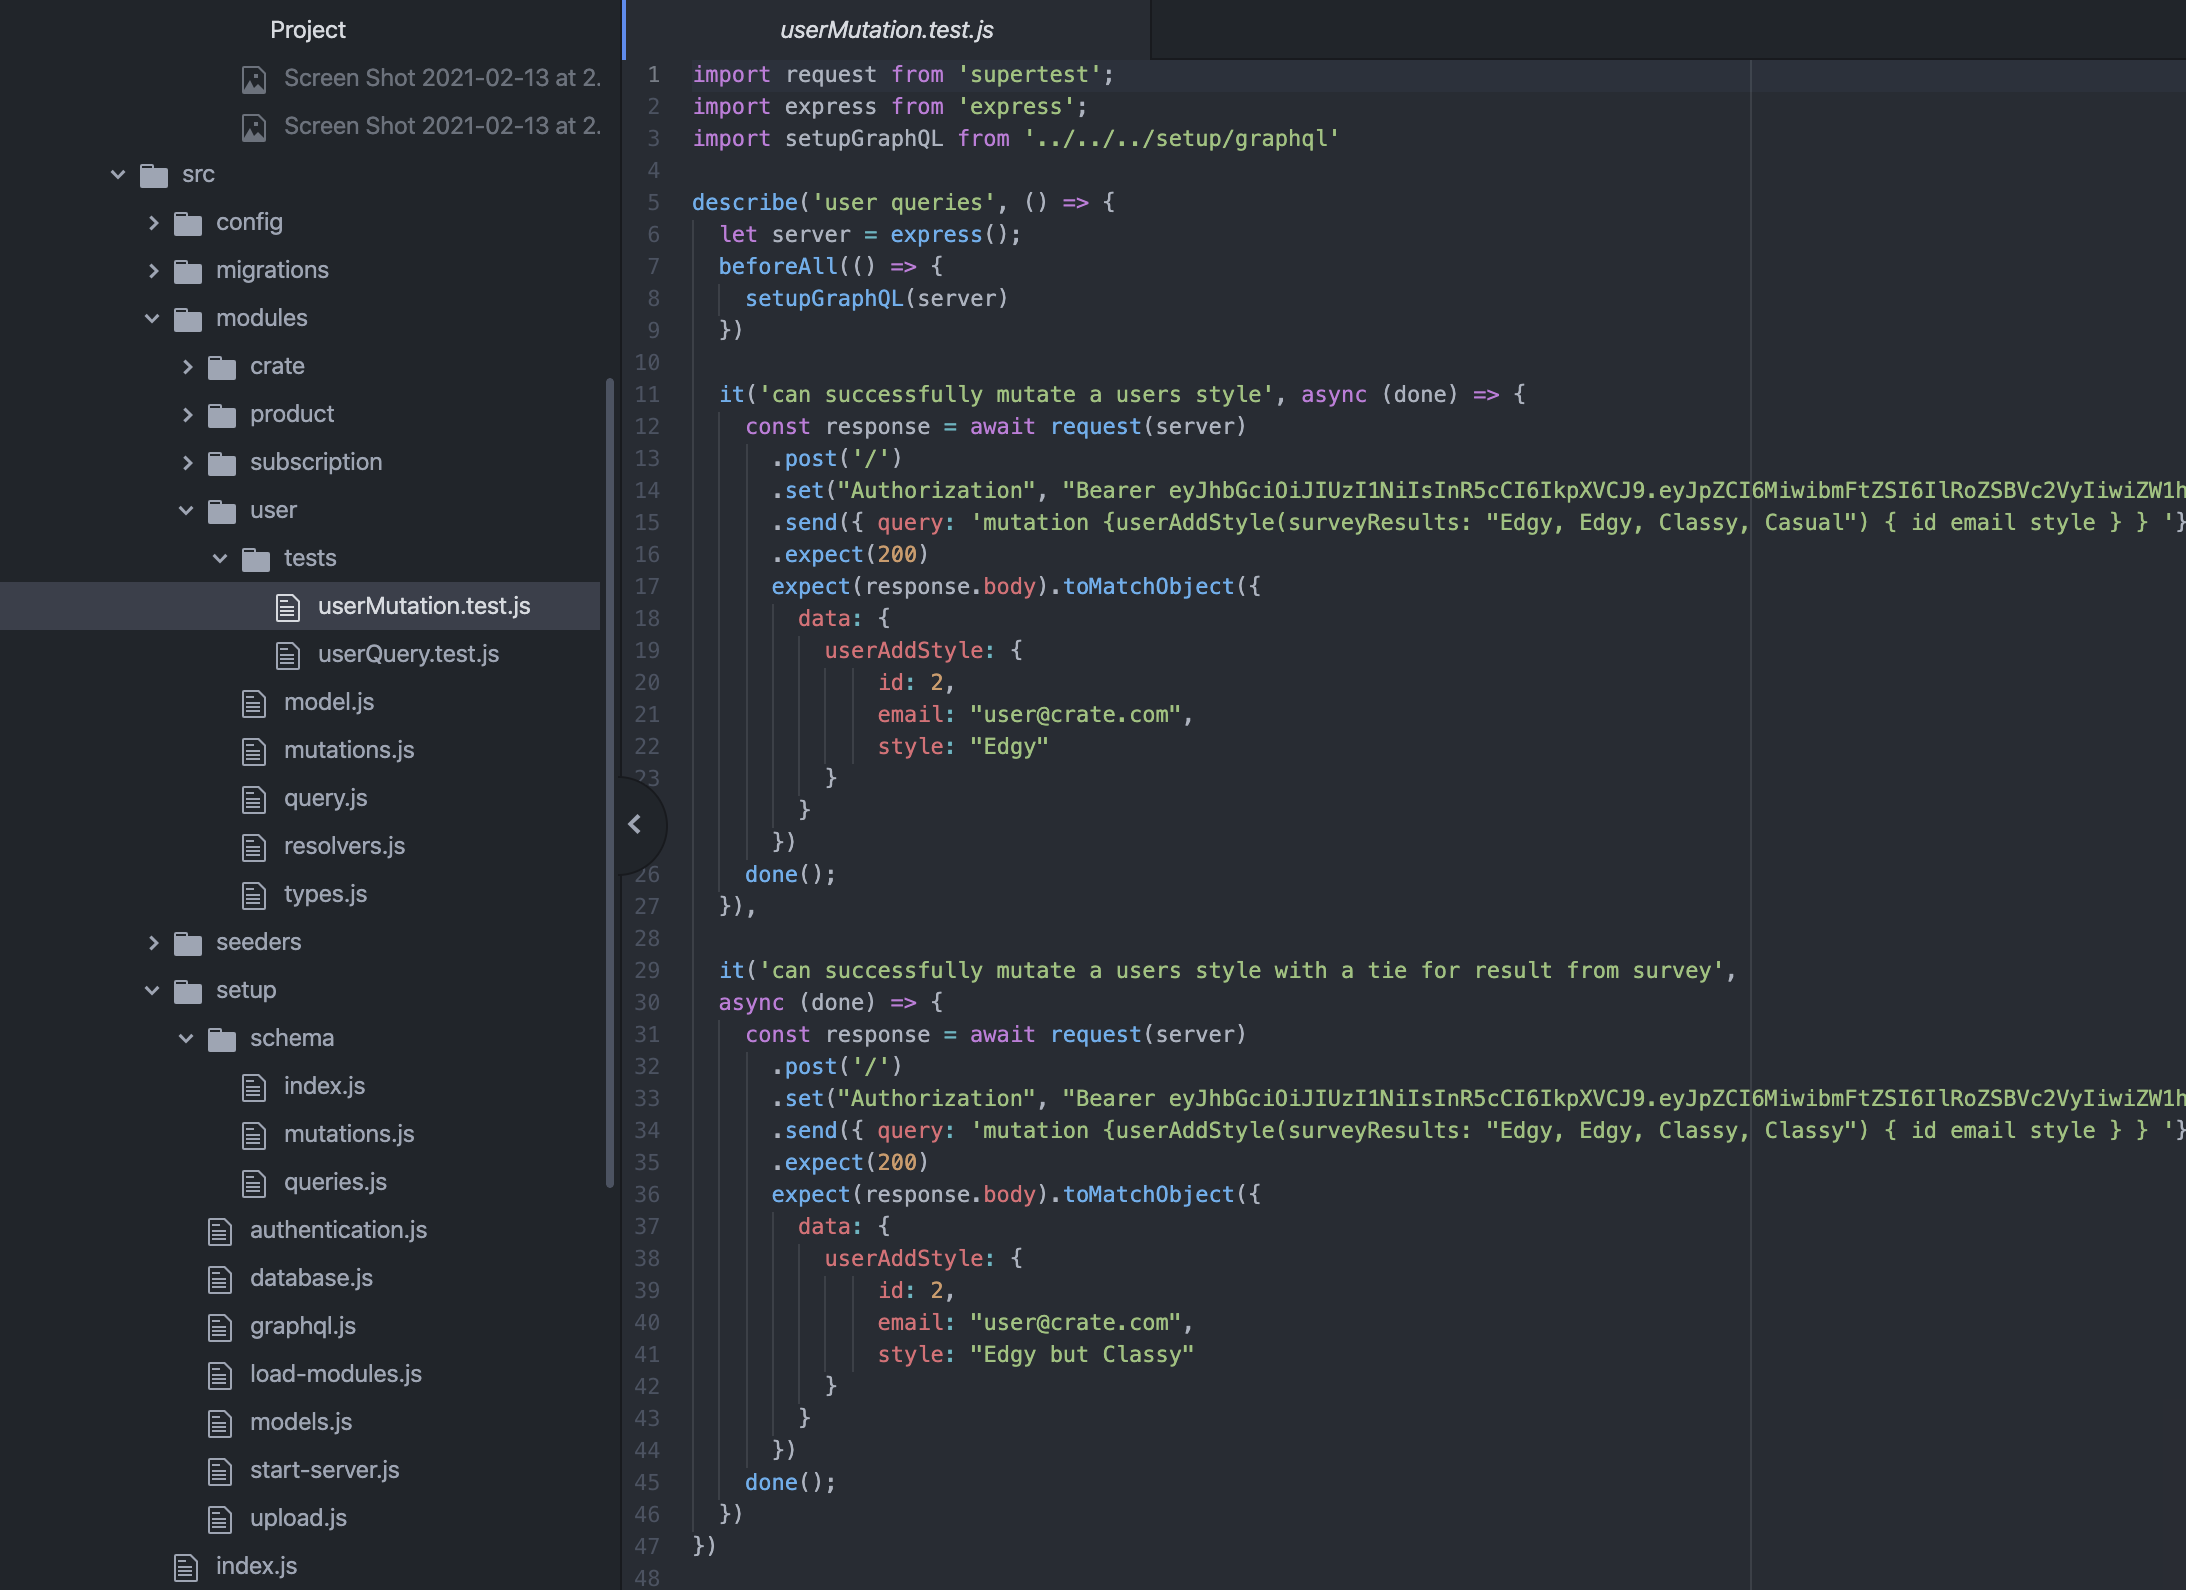 Project
Screen Shot 2021-02-13 at 2.
Screen Shot 2021-02-13 at 2.
src
config
migrations
modules
crate
product
subscription
user
tests
userMutation.test.js
userQuery.test.js
model.js
mutations.js
query.js
resolvers.js
types.js
seeders
setup
schema
index.js
mutations.js
queries.js
authentication.js
database.js
graphql.js
load-modules.js
models.js
start-server.js
upload.js
index.js
userMutation.test.js
1 import request from 'supertest';
2 import express from 'express';
3 import setupGraphQL from '../../../setup/graphql'
4
5 describe('user queries', () => {
6 let server = express();
7 beforeAll(() => {
8 setupGraphQL(server)
9 })
10
11 it('can successfully mutate a users style', async (done) => {
12 const response = await request(server)
13 .post('/')
14 .set("Authorization", "Bearer eyJhbGciOiJIUzI1NiIsInR5cCI6IkpXVCJ9.eyJpZCI6MiwibmFtZSI6IlRoZSBVc2VyIiwiZW1h
15 .send({ query: 'mutation {userAddStyle(surveyResults: "Edgy, Edgy, Classy, Casual") { id email style } } '}
16 .expect(200)
17 expect(response.body).toMatchObject({
18 data: {
19 userAddStyle: {
20 id: 2,
21 email: "user@crate.com",
22 style: "Edgy"
23 }
}
})
26 done();
27 }),
28
29 it('can successfully mutate a users style with a tie for result from survey',
30 async (done) => {
31 const response = await request(server)
32 .post('/')
33 .set("Authorization", "Bearer eyJhbGciOiJIUzI1NiIsInR5cCI6IkpXVCJ9.eyJpZCI6MiwibmFtZSI6IlRoZSBVc2VyIiwiZW1h
34 .send({ query: 'mutation {userAddStyle(surveyResults: "Edgy, Edgy, Classy, Classy") { id email style } } '}
35 .expect(200)
36 expect(response.body).toMatchObject({
37 data: {
38 userAddStyle: {
39 id: 2,
40 email: "user@crate.com",
41 style: "Edgy but Classy"
42 }
43 }
44 })
45 done();
46 })
47 })
48